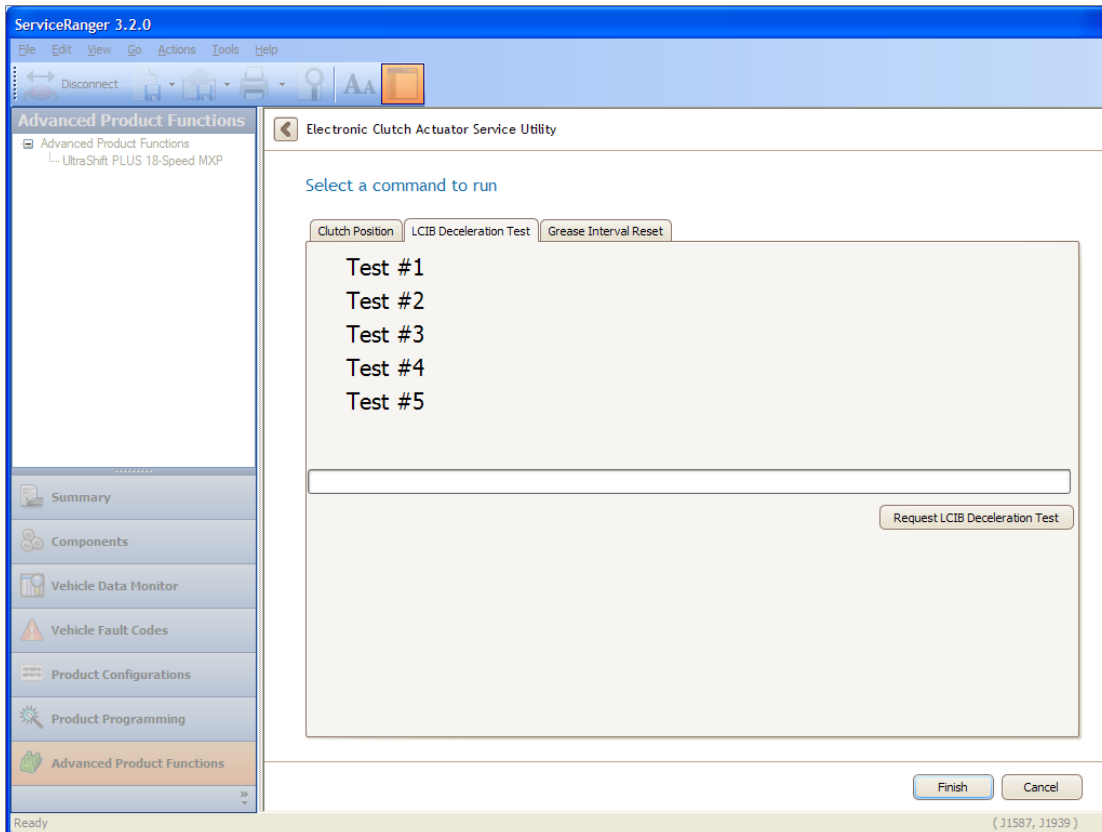 ServiceRanger 3.2.0
File Edit View Go Actions Tools Help
Disconnect
AA
Advanced Product Functions
Advanced Product Functions
UltraShift PLUS 18-Speed MXP
Summary
Components
Vehicle Data Monitor
Vehicle Fault Codes
Product Configurations
Product Programming
Advanced Product Functions
Electronic Clutch Actuator Service Utility
Select a command to run
Clutch Position LCIB Deceleration Test Grease Interval Reset
Test #1
Test #2
Test #3
Test #4
Test #5
Request LCIB Deceleration Test
Finish Cancel
Ready (J1587, J1939)